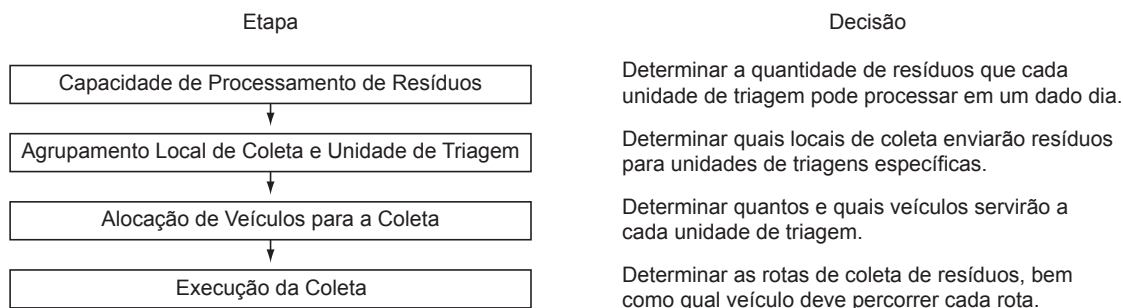 Etapa
Decisão
Capacidade de Processamento de Resíduos
Determinar a quantidade de resíduos que cada
unidade de triagem pode processar em um dado dia.
Agrupamento Local de Coleta e Unidade de Triagem
Determinar quais locais de coleta enviarão resíduos
para unidades de triagens específicas.
Alocação de Veículos para a Coleta
Determinar quantos e quais veículos servirão a
cada unidade de triagem.
Execução da Coleta
Determinar as rotas de coleta de resíduos, bem
como qual veículo deve percorrer cada rota.